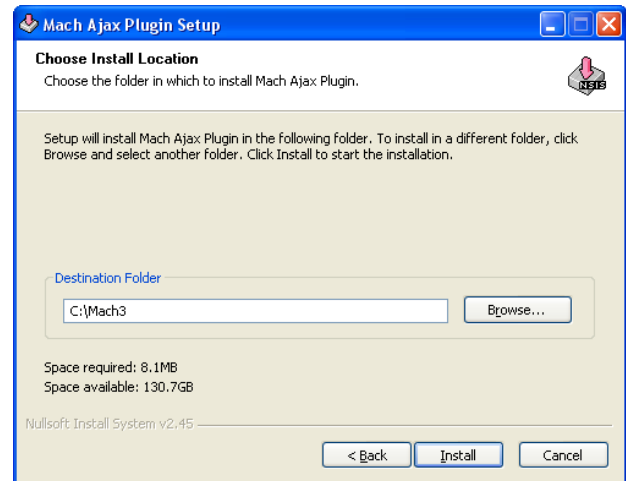 Mach Ajax Plugin Setup
Choose Install Location
Choose the folder in which to install Mach Ajax Plugin.
NSIS
Setup will install Mach Ajax Plugin in the following folder. To install in a different folder, click
Browse and select another folder. Click Install to start the installation.
Destination Folder
C:\Mach3
Browse...
Space required: 8.1MB
Space available: 130.7GB
Nullsoft Install System v2.45
< Back
Install
Cancel